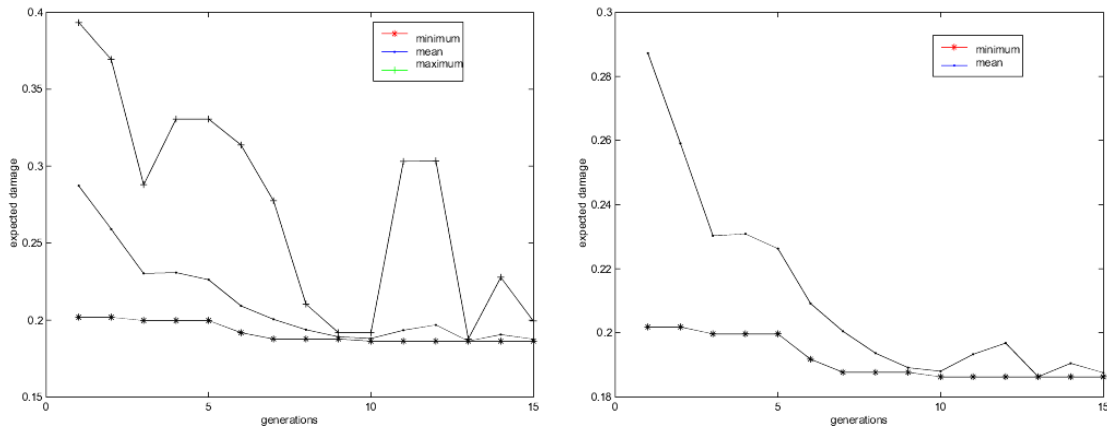 0.4
0.35
0.3
0.25
0.2
0.15
expected damage
0
5
10
15
generations
minimum
mean
maximum
0.3
0.28
0.26
0.24
0.22
0.2
0.18
expected damage
0
5
10
15
generations
minimum
mean